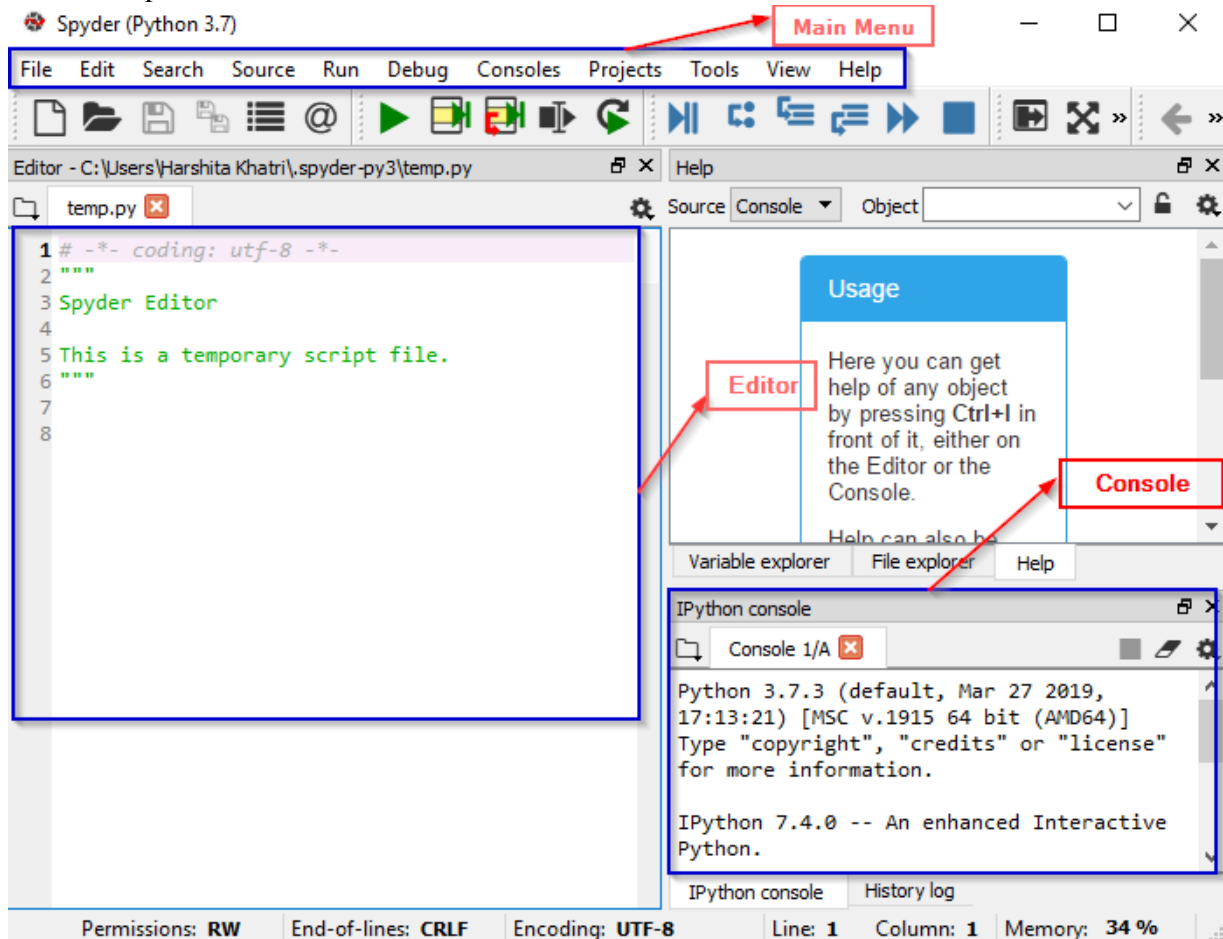 Spyder (Python 3.7)
Main Menu
File Edit Search Source Run Debug Consoles Projects Tools View Help
Editor - C:\Users\Harshita Khatri\.spyder-py3\temp.py
Help
temp.py
Source Console Object
1 # -*- coding: utf-8 -*-
2 """
3 Spyder Editor
4
5 This is a temporary script file.
6 """
7
8
Usage
Here you can get
help of any object
by pressing Ctrl+I in
front of it, either on
the Editor or the
Console.
Help can also be
Editor
Console
Variable explorer File explorer Help
IPython console
Console 1/A
Python 3.7.3 (default, Mar 27 2019,
17:13:21) [MSC v.1915 64 bit (AMD64)]
Type "copyright", "credits" or "license"
for more information.
IPython 7.4.0 -- An enhanced Interactive
Python.
IPython console History log
Permissions: RW End-of-lines: CRLF Encoding: UTF-8 Line: 1 Column: 1 Memory: 34 %